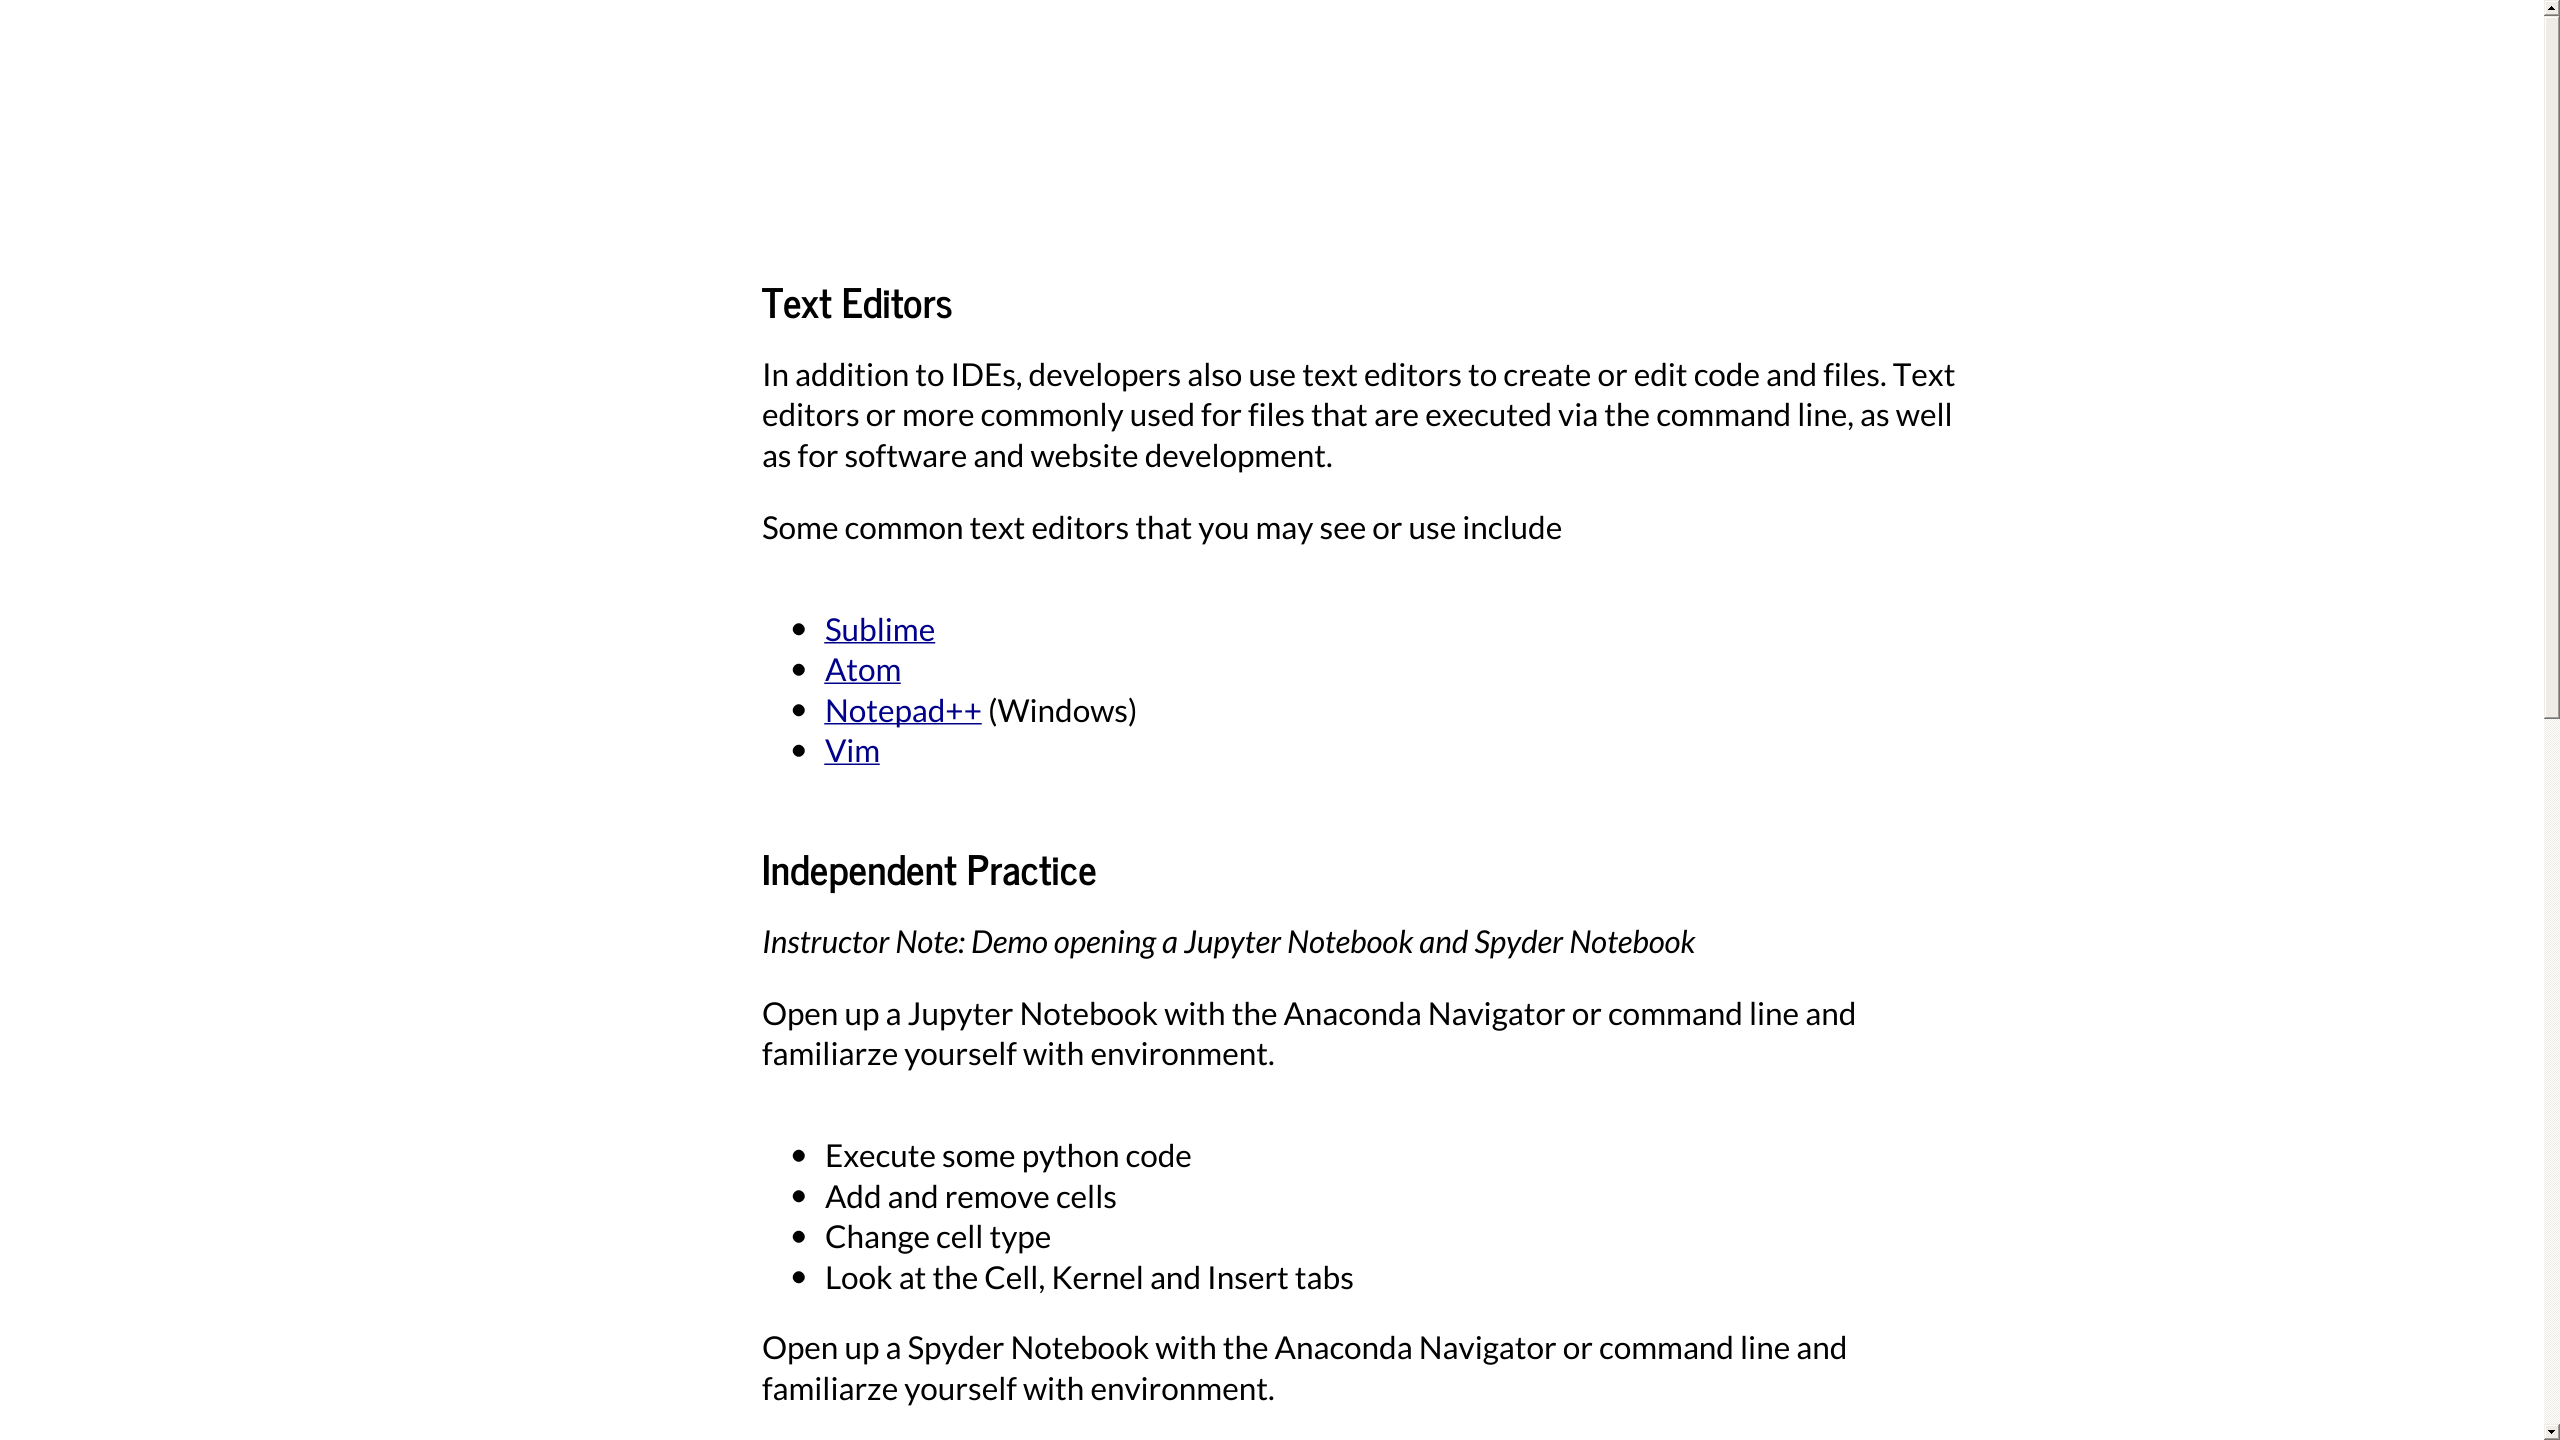 Text Editors
In addition to IDEs, developers also use text editors to create or edit code and files. Text
editors or more commonly used for files that are executed via the command line, as well
as for software and website development.
Some common text editors that you may see or use include
• Sublime
• Atom
• Notepad++ (Windows)
• Vim
Independent Practice
Instructor Note: Demo opening a Jupyter Notebook and Spyder Notebook
Open up a Jupyter Notebook with the Anaconda Navigator or command line and
familiarze yourself with environment.
• Execute some python code
• Add and remove cells
• Change cell type
• Look at the Cell, Kernel and Insert tabs
Open up a Spyder Notebook with the Anaconda Navigator or command line and
familiarze yourself with environment.